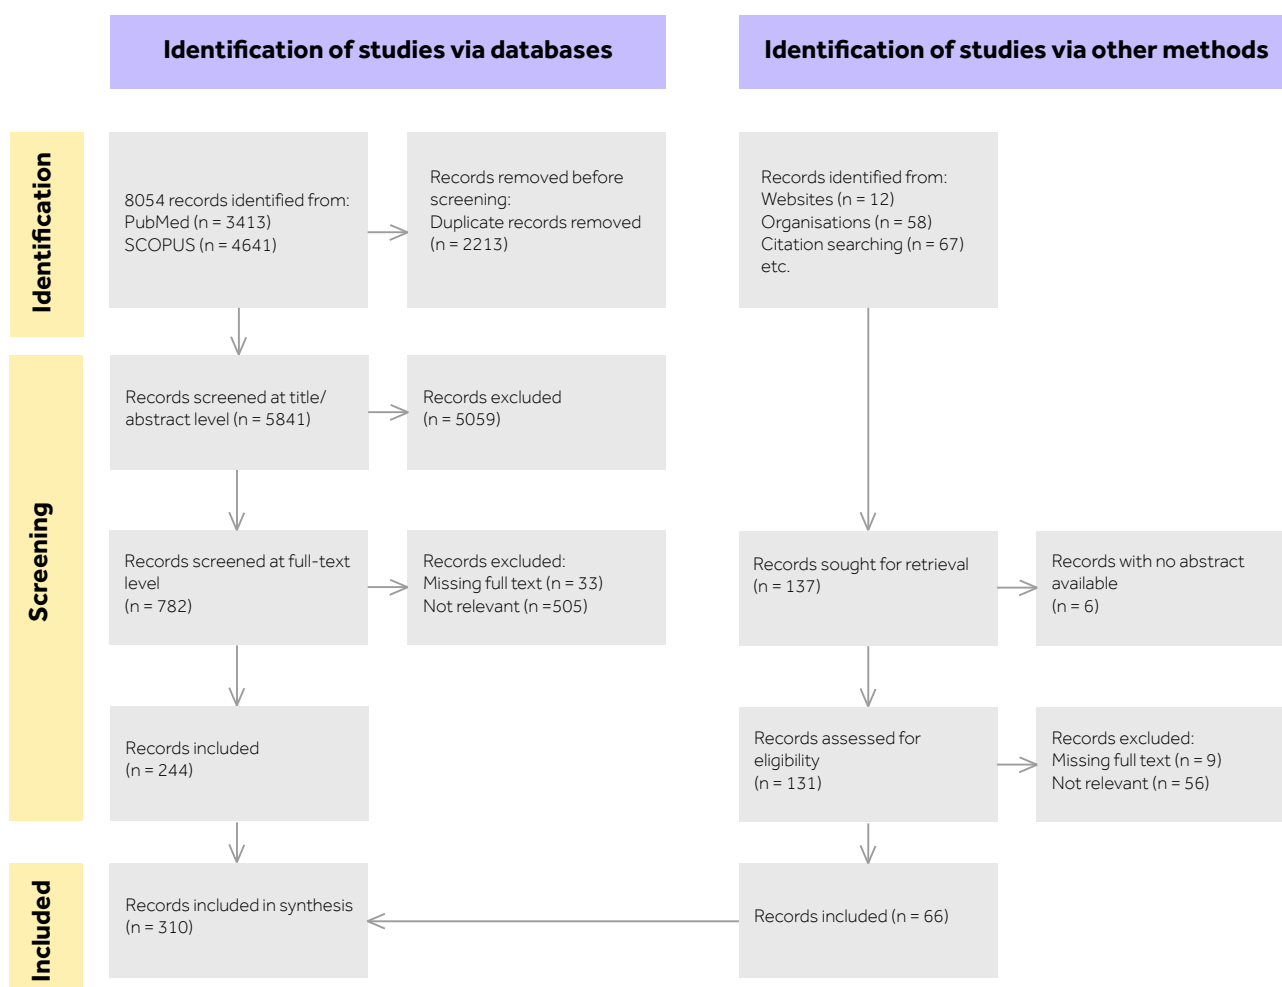 Identification of studies via databases
Identification of studies via other methods
Identification
8054 records identified from:
PubMed (n = 3413)
SCOPUS (n = 4641)
Records removed before
screening:
Duplicate records removed
(n = 2213)
Records identified from:
Websites (n = 12)
Organisations (n = 58)
Citation searching (n = 67)
etc.
Screening
Records screened at title/
abstract level (n = 5841)
Records excluded
(n = 5059)
Records screened at full-text
level
(n = 782)
Records excluded:
Missing full text (n = 33)
Not relevant (n =505)
Records sought for retrieval
(n = 137)
Records with no abstract
available
(n = 6)
Records included
(n = 244)
Records assessed for
eligibility
(n = 131)
Records excluded:
Missing full text (n = 9)
Not relevant (n = 56)
Included
Records included in synthesis
(n = 310)
Records included (n = 66)